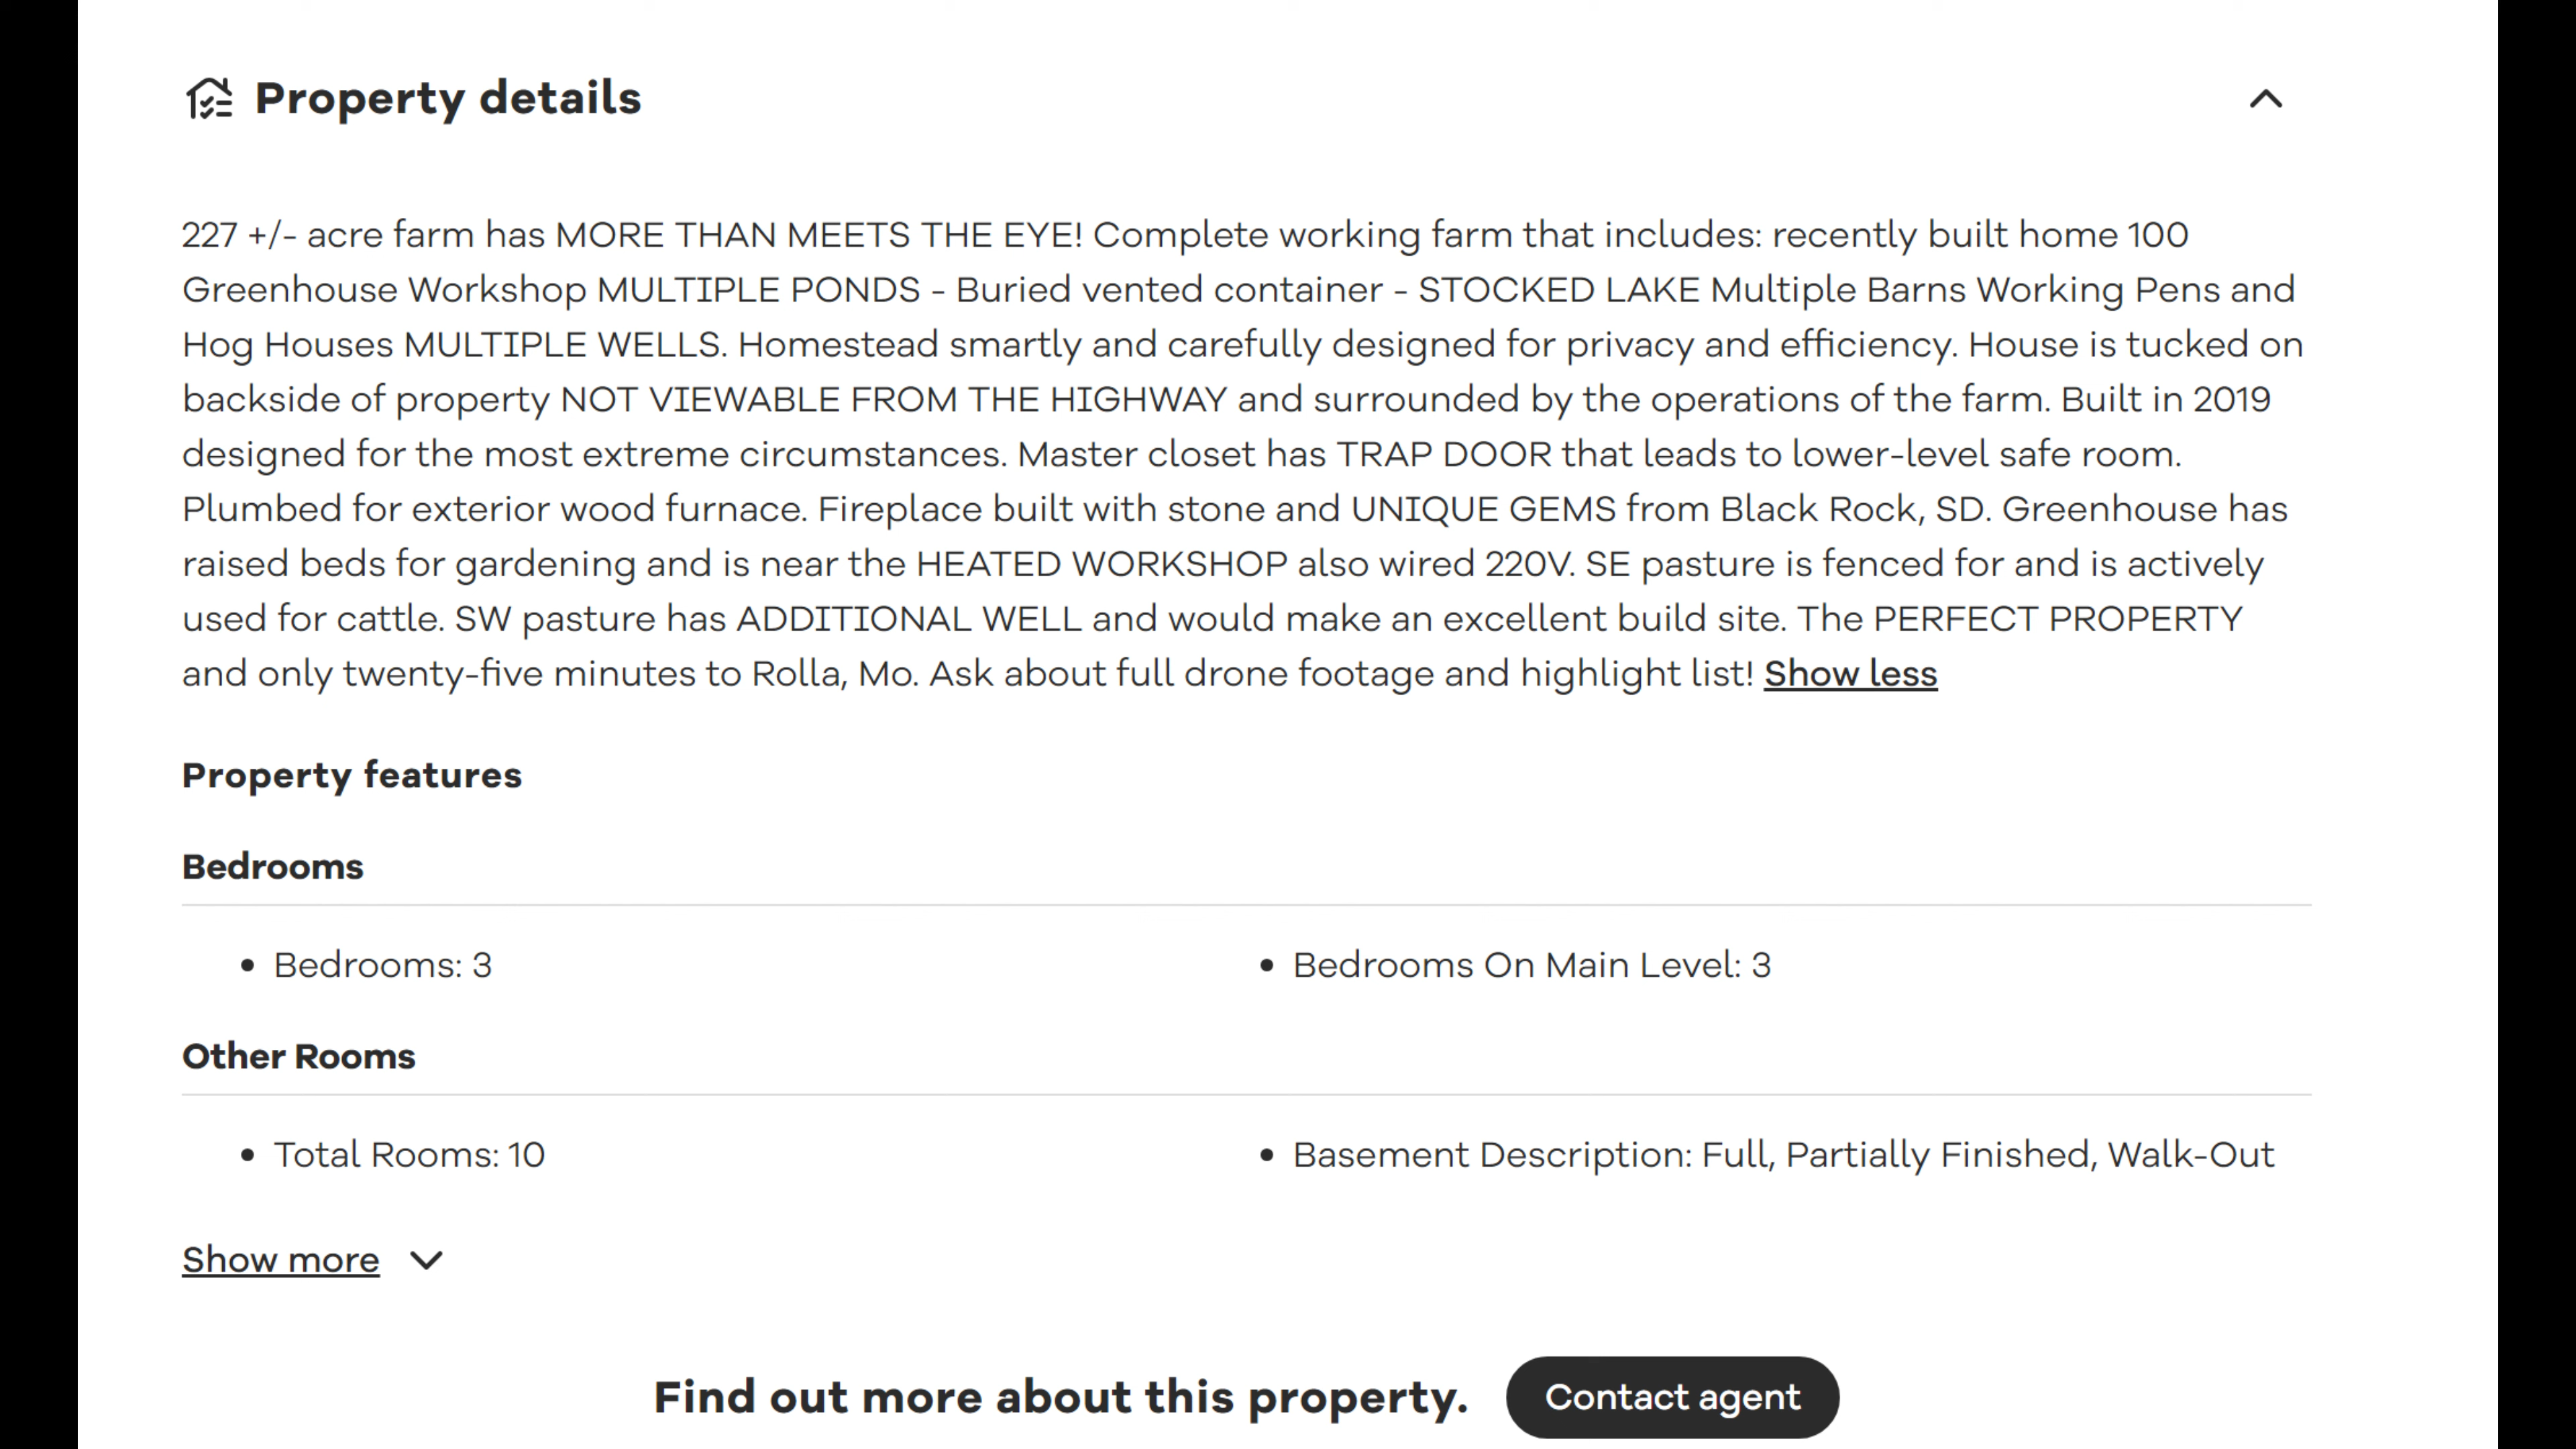 Property details
227 +/- acre farm has MORE THAN MEETS THE EYE! Complete working farm that includes: recently built home 100
Greenhouse Workshop MULTIPLE PONDS - Buried vented container - STOCKED LAKE Multiple Barns Working Pens and
Hog Houses MULTIPLE WELLS. Homestead smartly and carefully designed for privacy and efficiency. House is tucked on
backside of property NOT VIEWABLE FROM THE HIGHWAY and surrounded by the operations of the farm. Built in 2019
designed for the most extreme circumstances. Master closet has TRAP DOOR that leads to lower-level safe room.
Plumbed for exterior wood furnace. Fireplace built with stone and UNIQUE GEMS from Black Rock, SD. Greenhouse has
raised beds for gardening and is near the HEATED WORKSHOP also wired 220V. SE pasture is fenced for and is actively
used for cattle. SW pasture has ADDITIONAL WELL and would make an excellent build site. The PERFECT PROPERTY
and only twenty-five minutes to Rolla, Mo. Ask about full drone footage and highlight list! Show less
Property features
Bedrooms
• Bedrooms: 3
• Bedrooms On Main Level: 3
Other Rooms
• Total Rooms: 10
• Basement Description: Full, Partially Finished, Walk-Out
Show more
Find out more about this property.
Contact agent